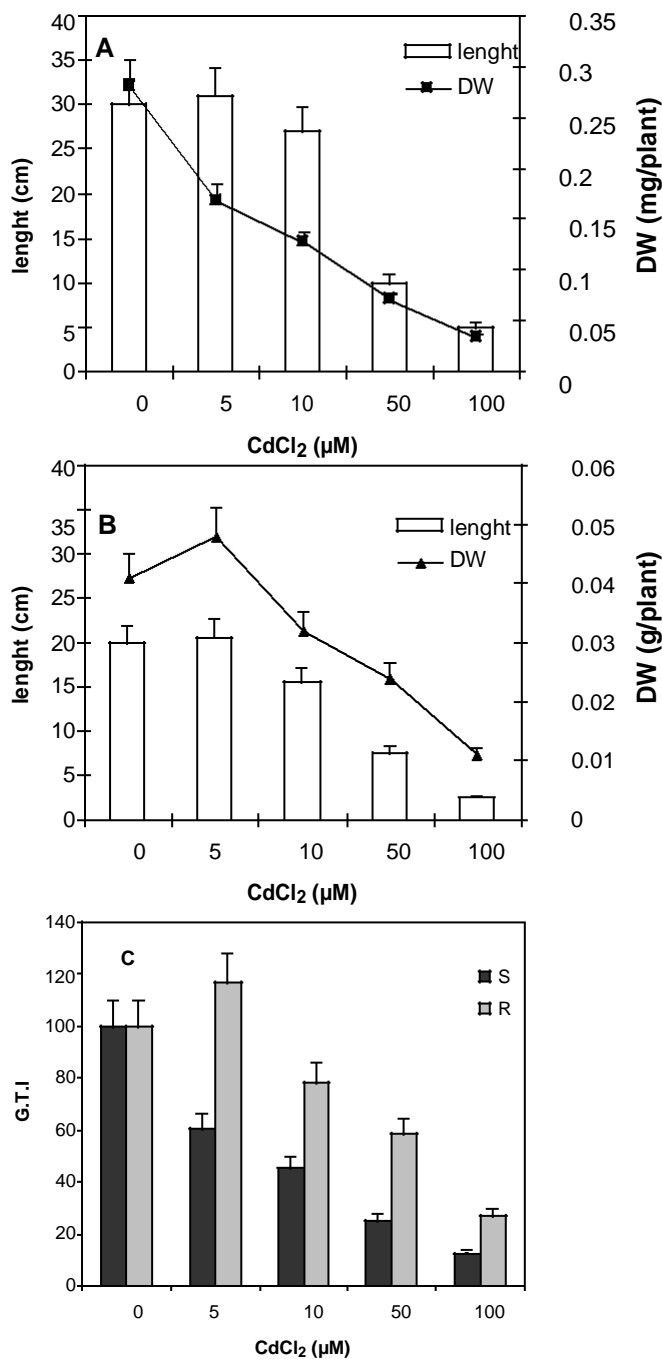 A
lenght
DW
40
35
30
25
20
15
10
5
0
lenght (cm)
0.35
0.3
0.25
0.2
0.15
0.1
0.05
0
DW (mg/plant)
0 5 10 50 100
CdCl2 (µM)
B
lenght
DW
40
35
30
25
20
15
10
5
0
lenght (cm)
0.06
0.05
0.04
0.03
0.02
0.01
0
DW (g/plant)
0 5 10 50 100
CdCl2 (µM)
C
S
R
140
120
100
80
60
40
20
0
G.T.I
0 5 10 50 100
CdCl2 (µM)